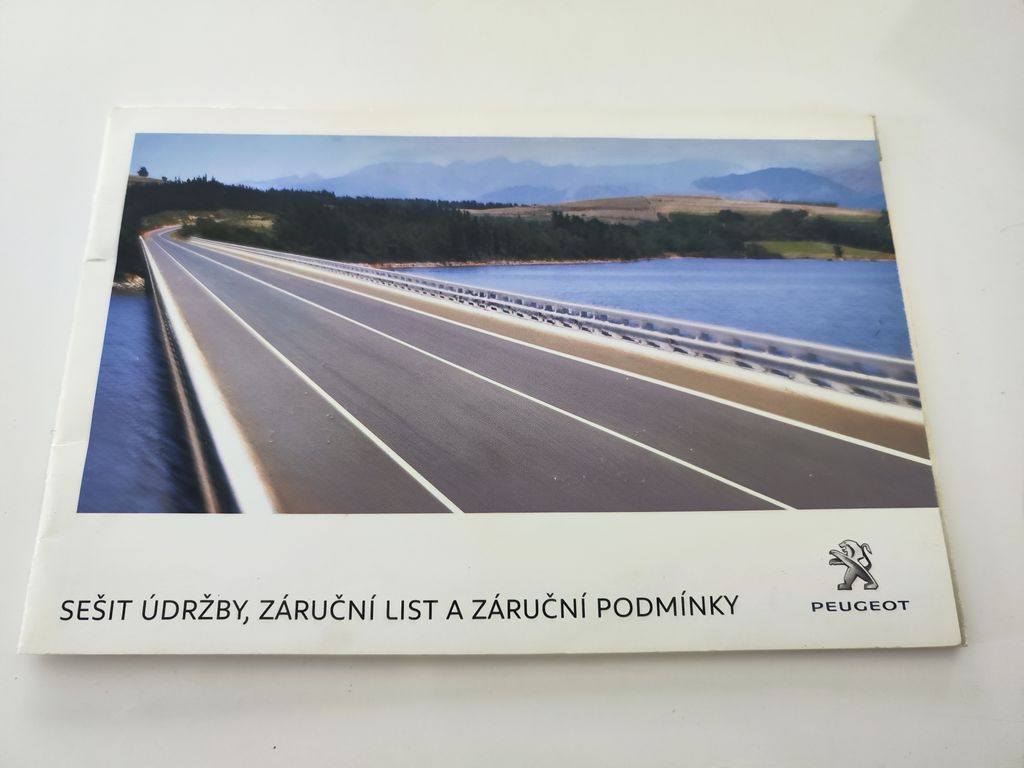 SEŠIT ÚDRŽBY, ZÁRUČNÍ LIST A ZÁRUČNÍ PODMÍNKY
PEUGEOT